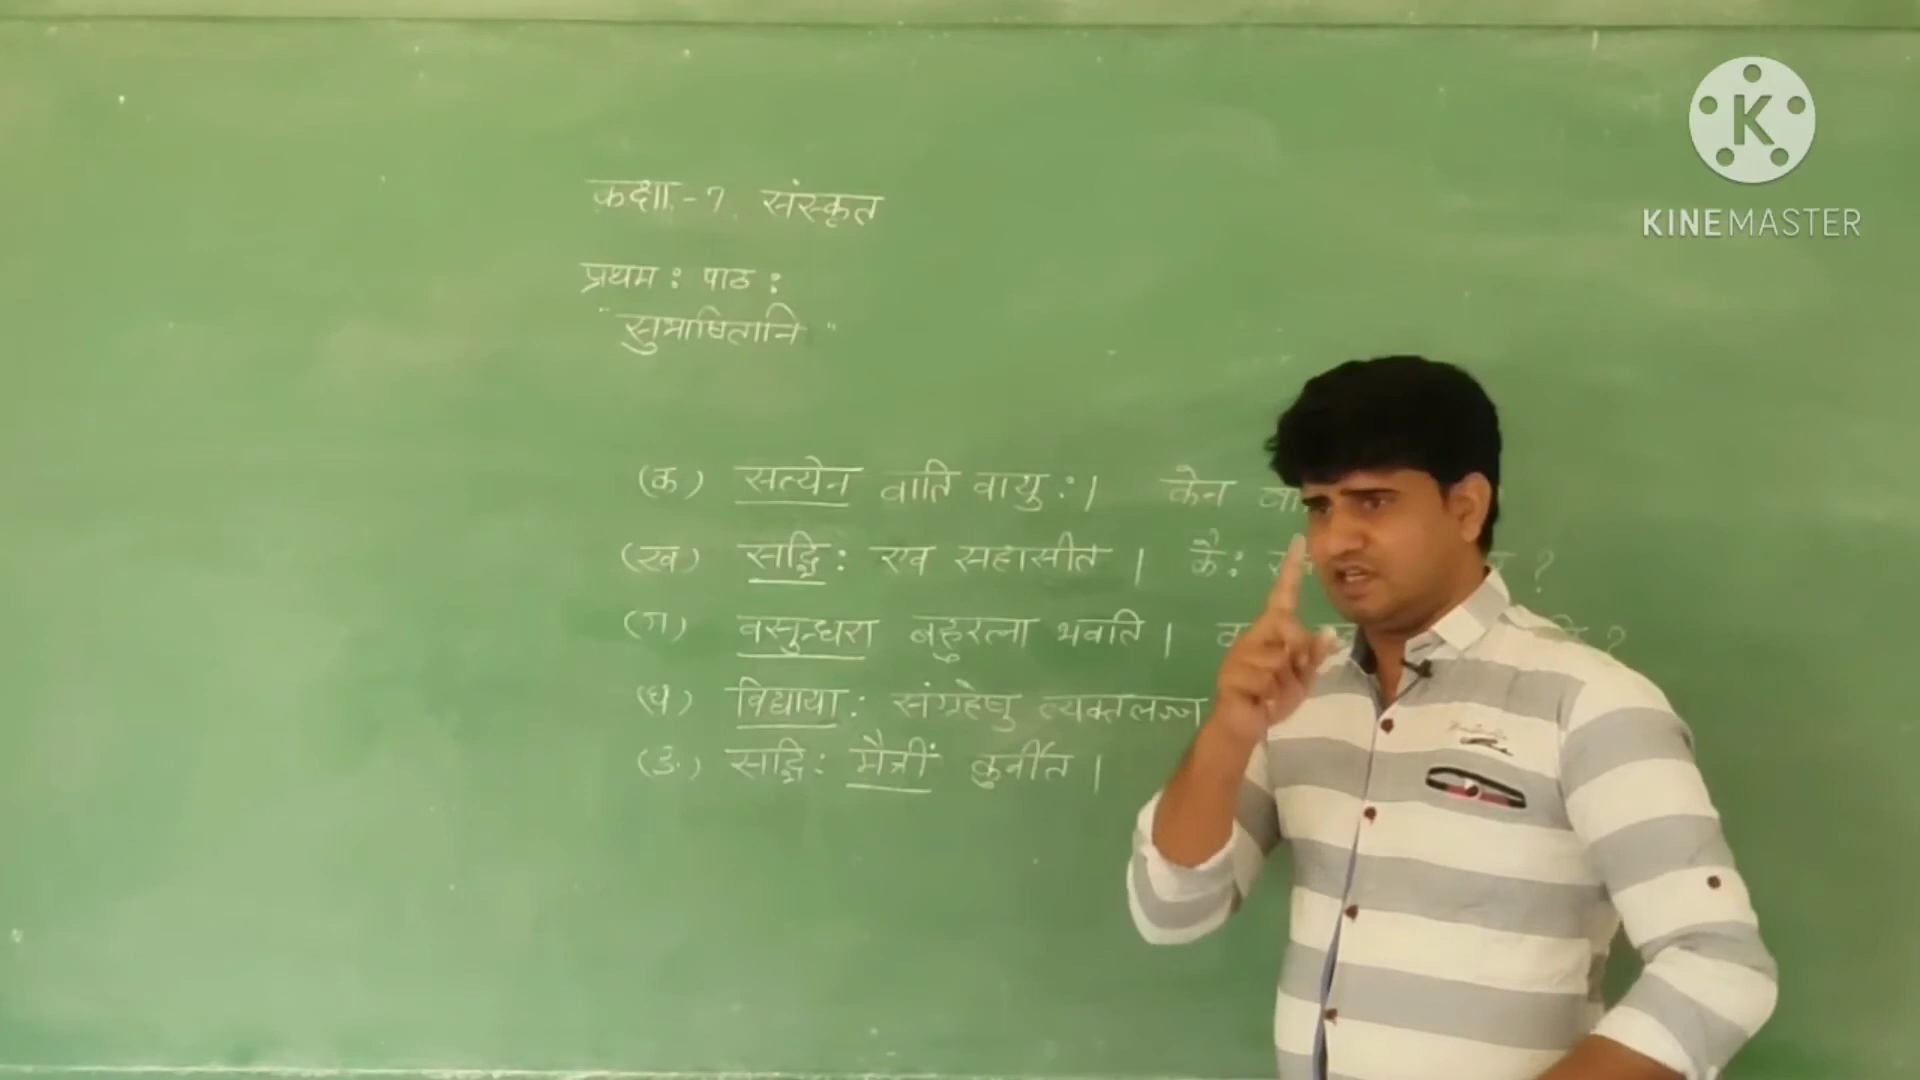 कक्षा-7 संस्कृत
प्रथम: पाठ:
"सुभाषितानि"
(क) सत्येन वाति वायु:। केन
(ख) सद्भि: एव सहासीत। कै: ?
(ग) वसुन्धरा बहुरत्ना भवति। ?
(घ) विद्याया: संग्रहेषु त्यक्तलज्ज
(ङ) सद्भि: मैत्रीं कुर्वीत।
K
KINEMASTER